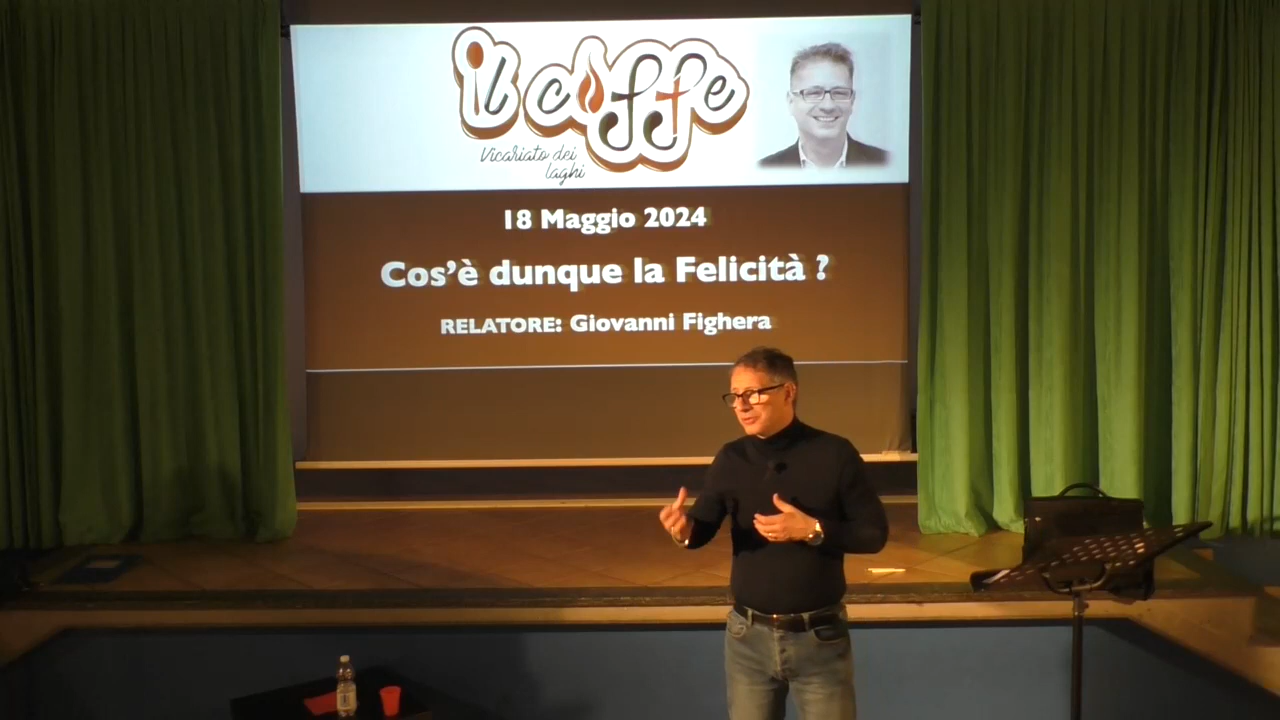 il caffe
Vicariato dei
laghi
18 Maggio 2024
Cos'è dunque la Felicità ?
RELATORE: Giovanni Fighera